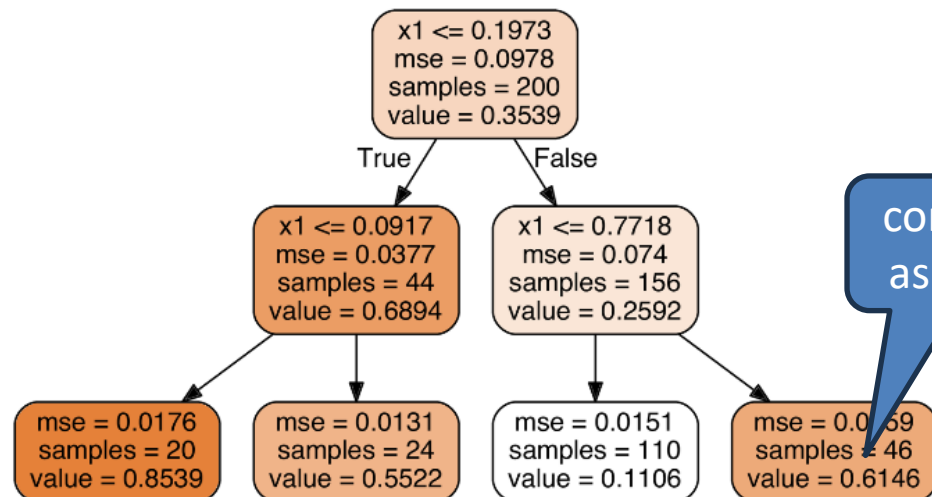 x1 <= 0.1973
mse = 0.0978
samples = 200
value = 0.3539
True
False
x1 <= 0.0917
mse = 0.0377
samples = 44
value = 0.6894
x1 <= 0.7718
mse = 0.074
samples = 156
value = 0.2592
mse = 0.0176
samples = 20
value = 0.8539
mse = 0.0131
samples = 24
value = 0.5522
mse = 0.0151
samples = 110
value = 0.1106
mse =
samples = 46
value = 0.6146